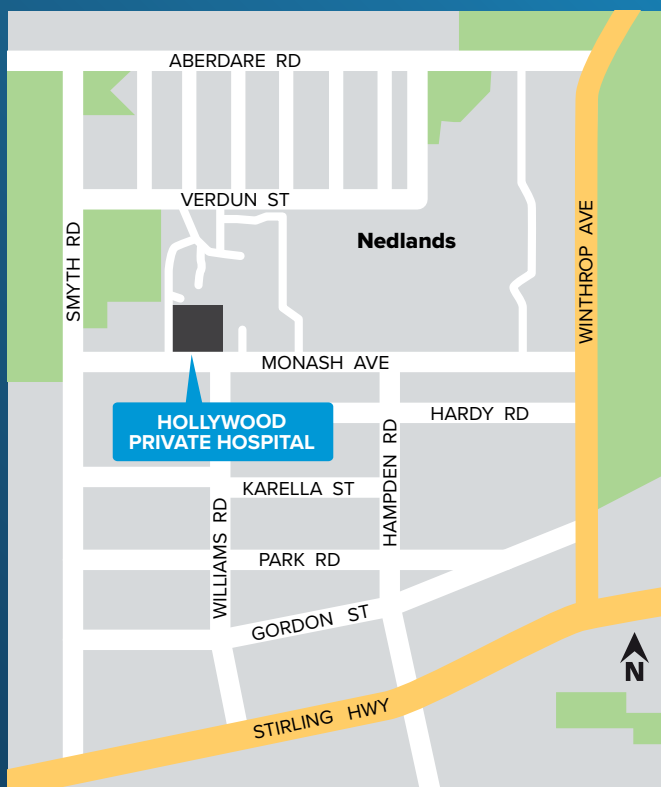 ABERDARE RD
VERDUN ST
SMYTH RD
Nedlands
WINTHROP AVE
MONASH AVE
HOLLYWOOD
PRIVATE HOSPITAL
HARDY RD
HAMPDEN RD
KARELLA ST
WILLIAMS RD
PARK RD
GORDON ST
STIRLING HWY
N